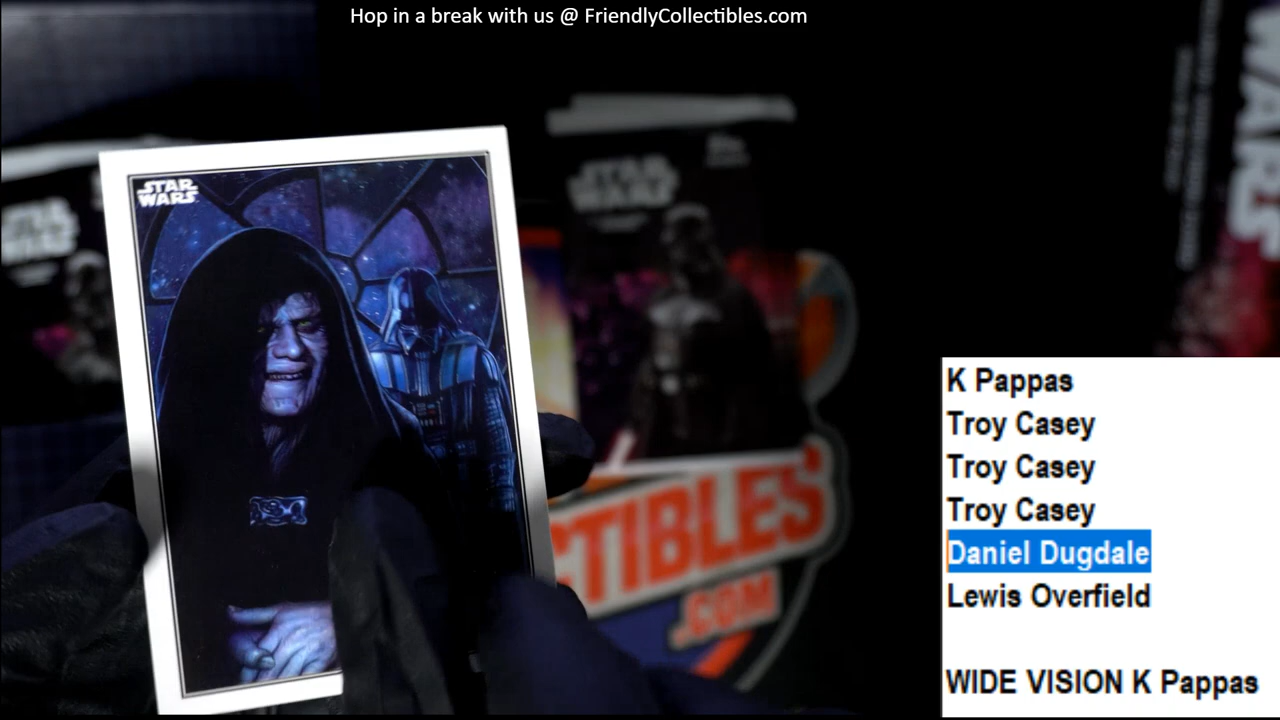 Hop in a break with us @ FriendlyCollectibles.com
STAR
WARS
STAR
WARS
WARS
CTIBLES
.COM
K Pappas
Troy Casey
Troy Casey
Troy Casey
Daniel Dugdale
Lewis Overfield
WIDE VISION K Pappas